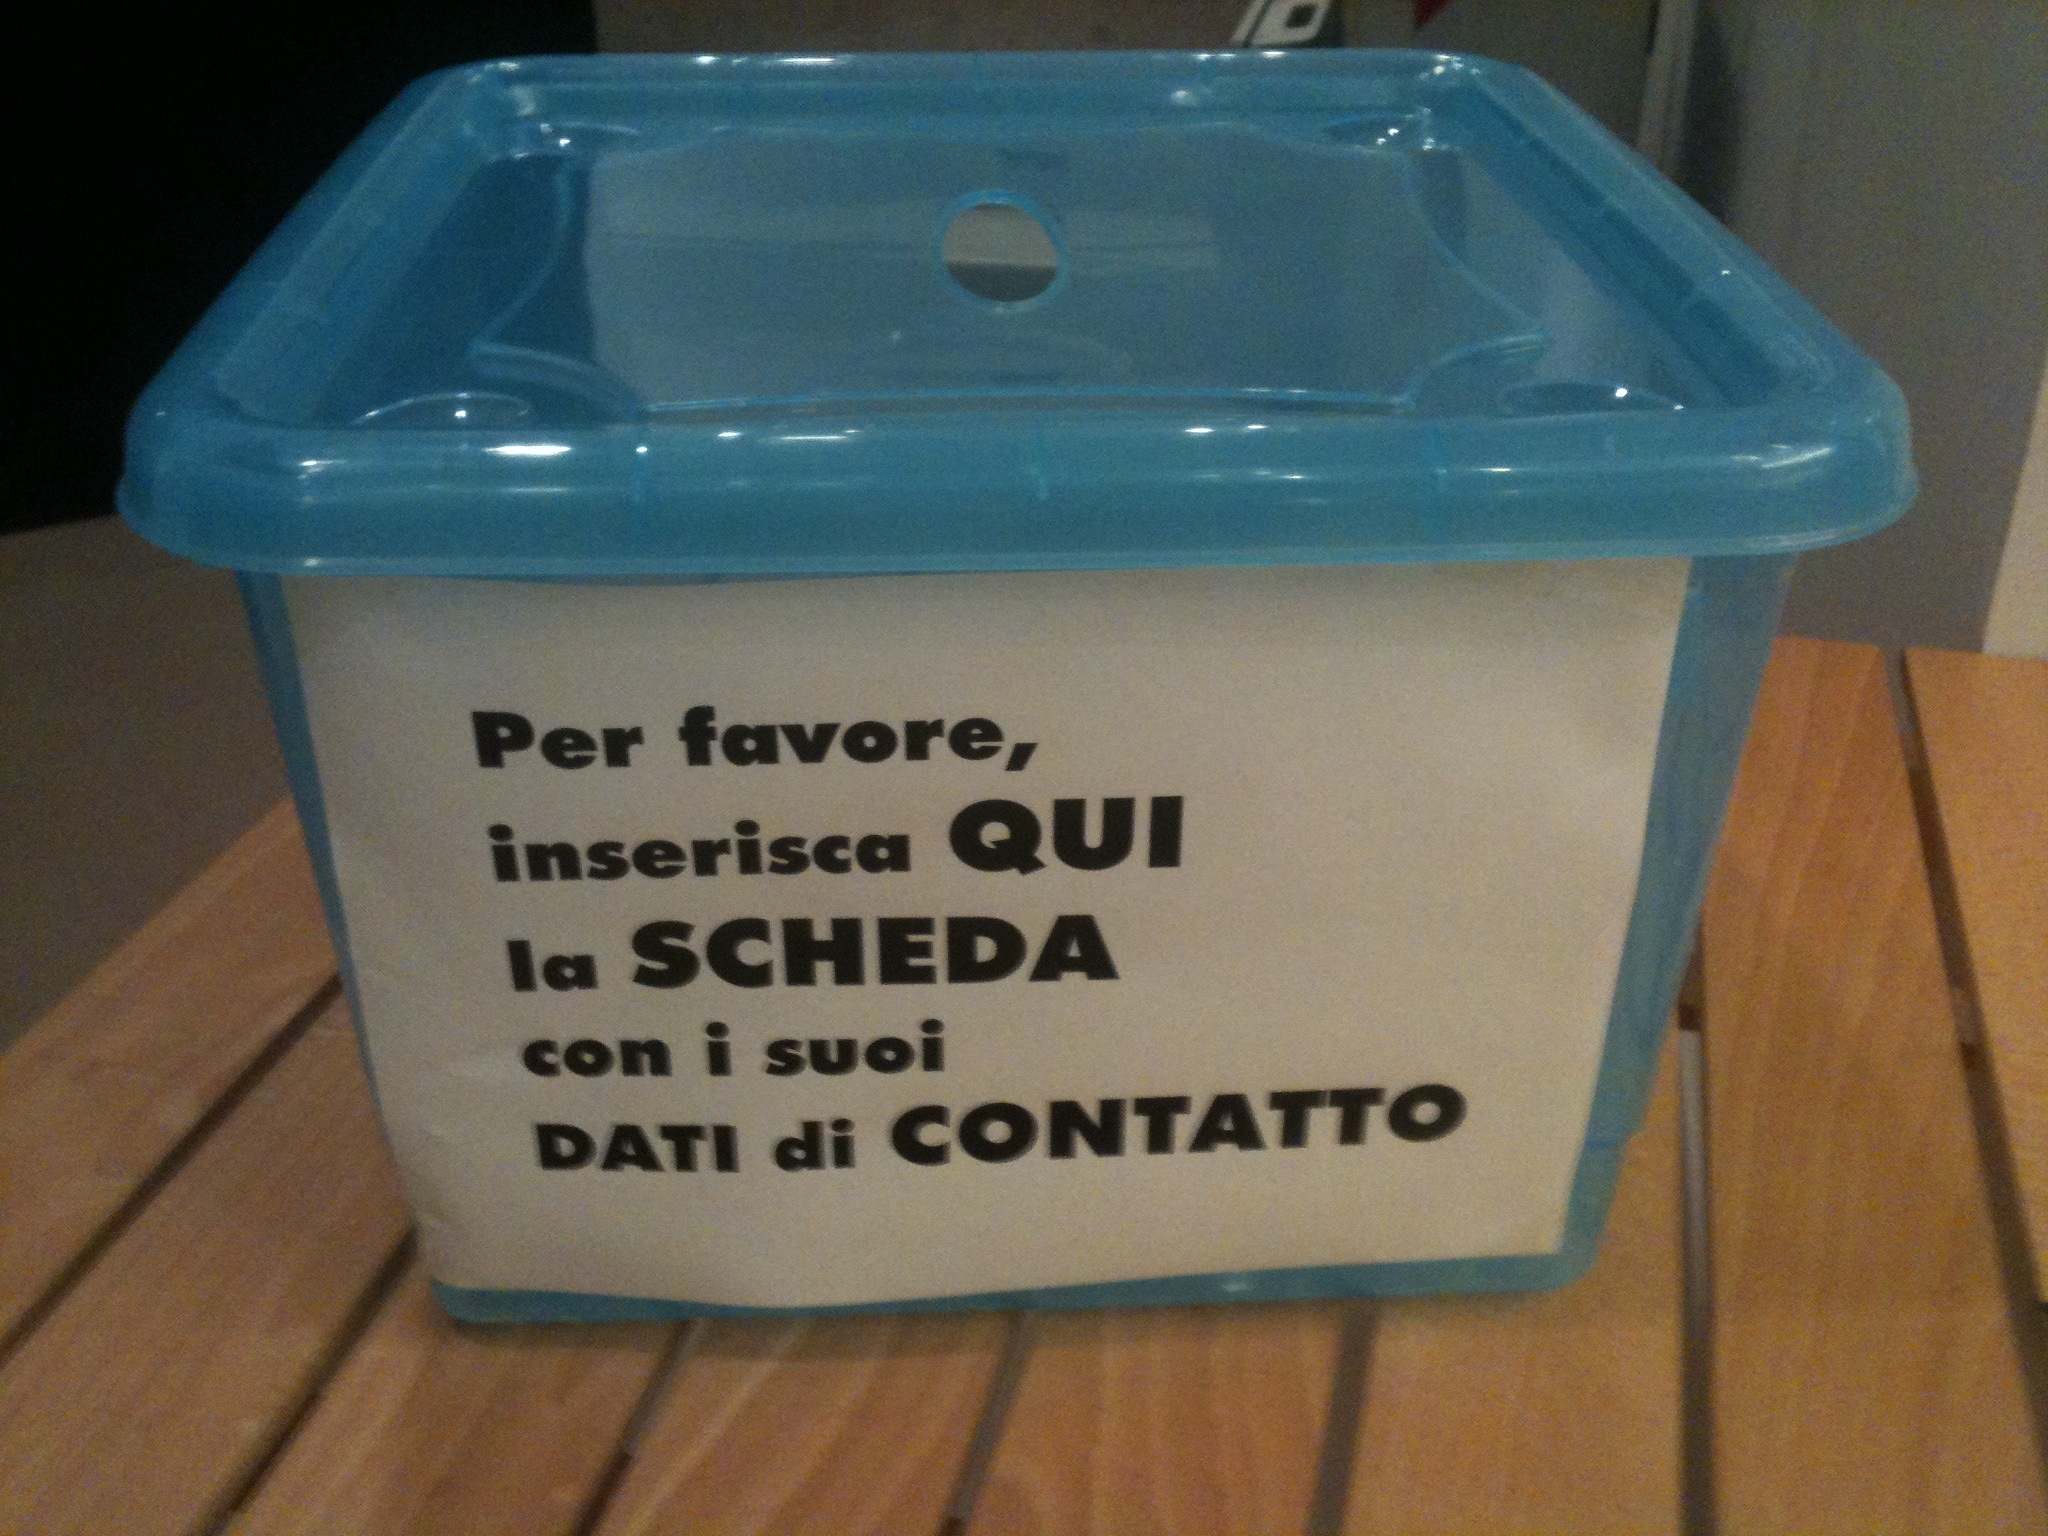 Per favore,
inserisca QUI
la SCHEDA
con i suoi
DATI di CONTATTO